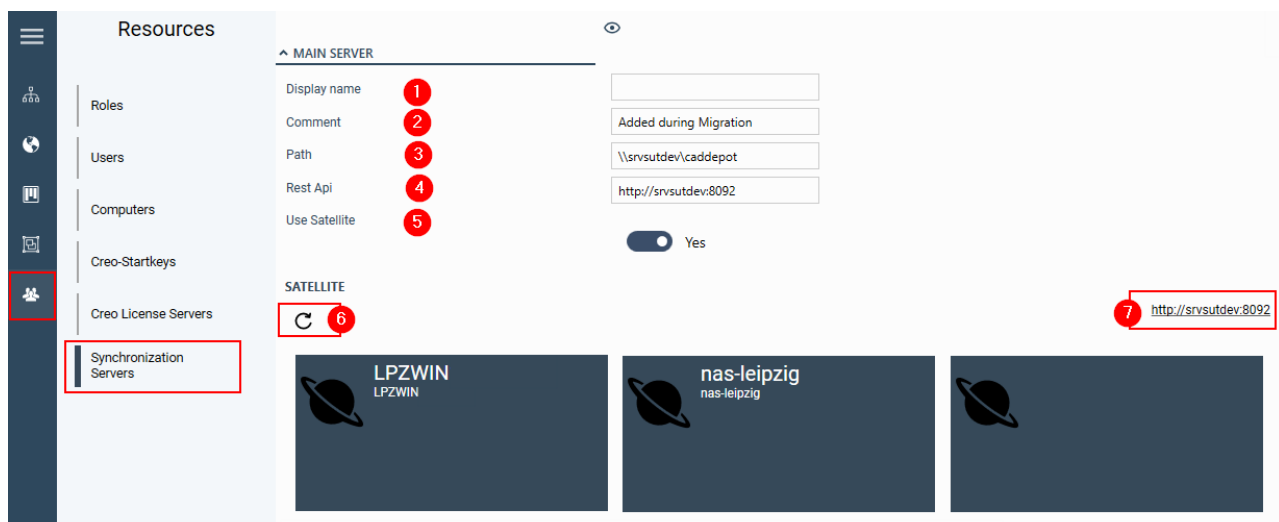 Resources
Roles
Users
Computers
Creo-Startkeys
Creo License Servers
Synchronization
Servers
MAIN SERVER
Display name 1
Comment 2 Added during Migration
Path 3 \\srvsutdev\caddepot
Rest Api 4 http://srvsutdev:8092
Use Satellite 5
Yes
SATELLITE
6
7 http://srvsutdev:8092
LPZWIN
LPZWIN
nas-leipzig
nas-leipzig